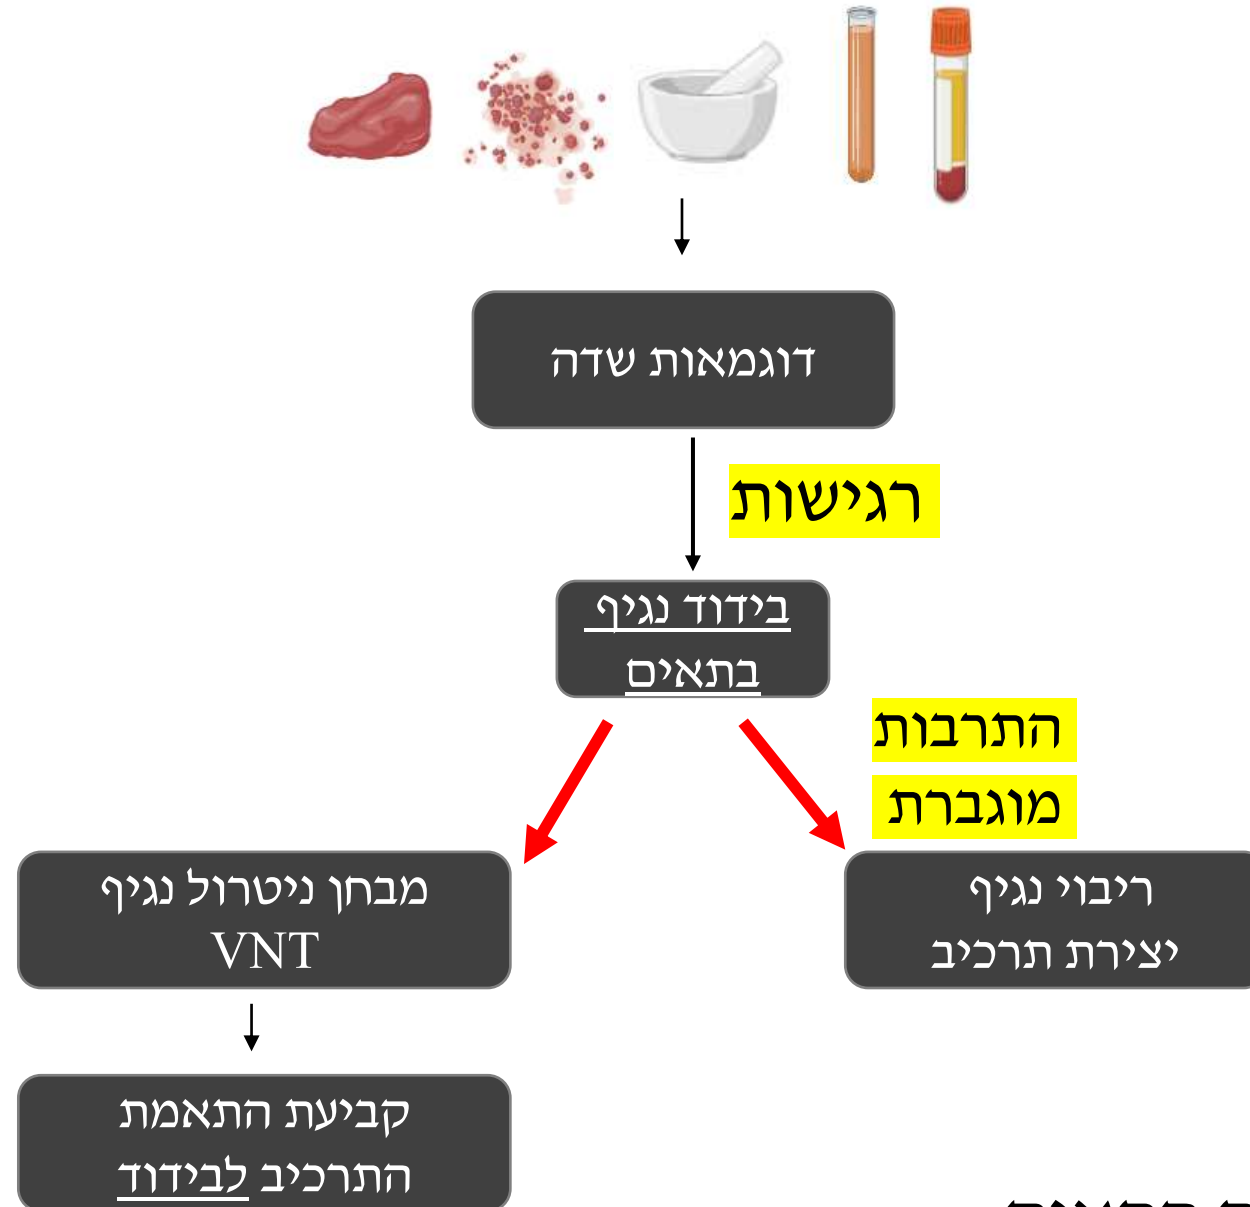 דוגמאות שדה
רגישות
בידוד נגיף
בתאים
התרבות
מוגברת
מבחן ניטרול נגיף
VNT
ריבוי נגיף
יצירת תרכיב
קביעת התאמת
התרכיב לבידוד